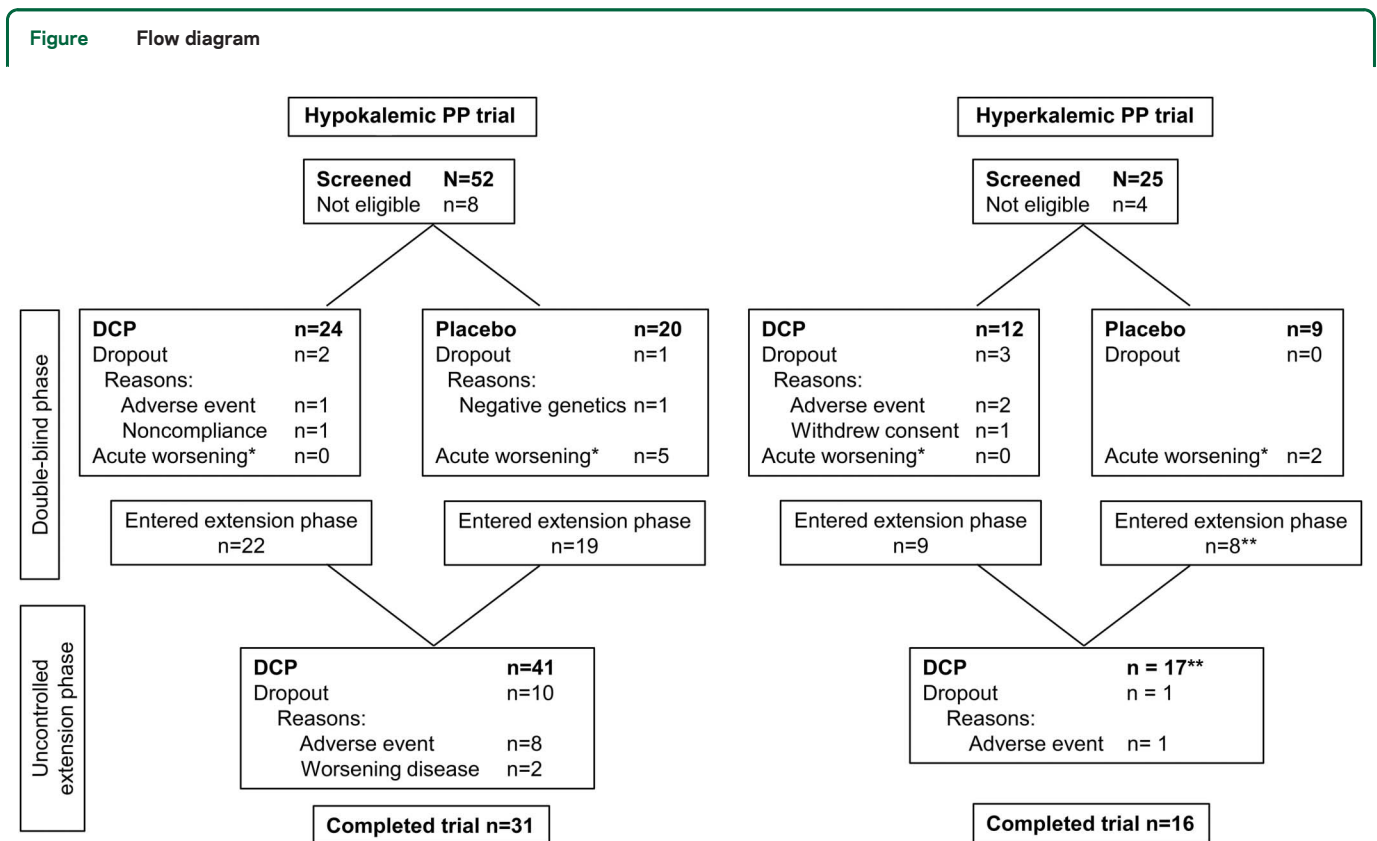 Figure Flow diagram
Hypokalemic PP trial
Screened N=52
Not eligible n=8
Double-blind phase
DCP n=24
Dropout n=2
Reasons:
Adverse event n=1
Noncompliance n=1
Acute worsening* n=0
Placebo n=20
Dropout n=1
Reasons:
Negative genetics n=1
Acute worsening* n=5
Entered extension phase
n=22
Entered extension phase
n=19
Uncontrolled
extension phase
DCP n=41
Dropout n=10
Reasons:
Adverse event n=8
Worsening disease n=2
Completed trial n=31
Hyperkalemic PP trial
Screened N=25
Not eligible n=4
DCP n=12
Dropout n=3
Reasons:
Adverse event n=2
Withdrew consent n=1
Acute worsening* n=0
Placebo n=9
Dropout n=0
Acute worsening* n=2
Entered extension phase
n=9
Entered extension phase
n=8**
DCP n = 17**
Dropout n = 1
Reasons:
Adverse event n= 1
Completed trial n=16